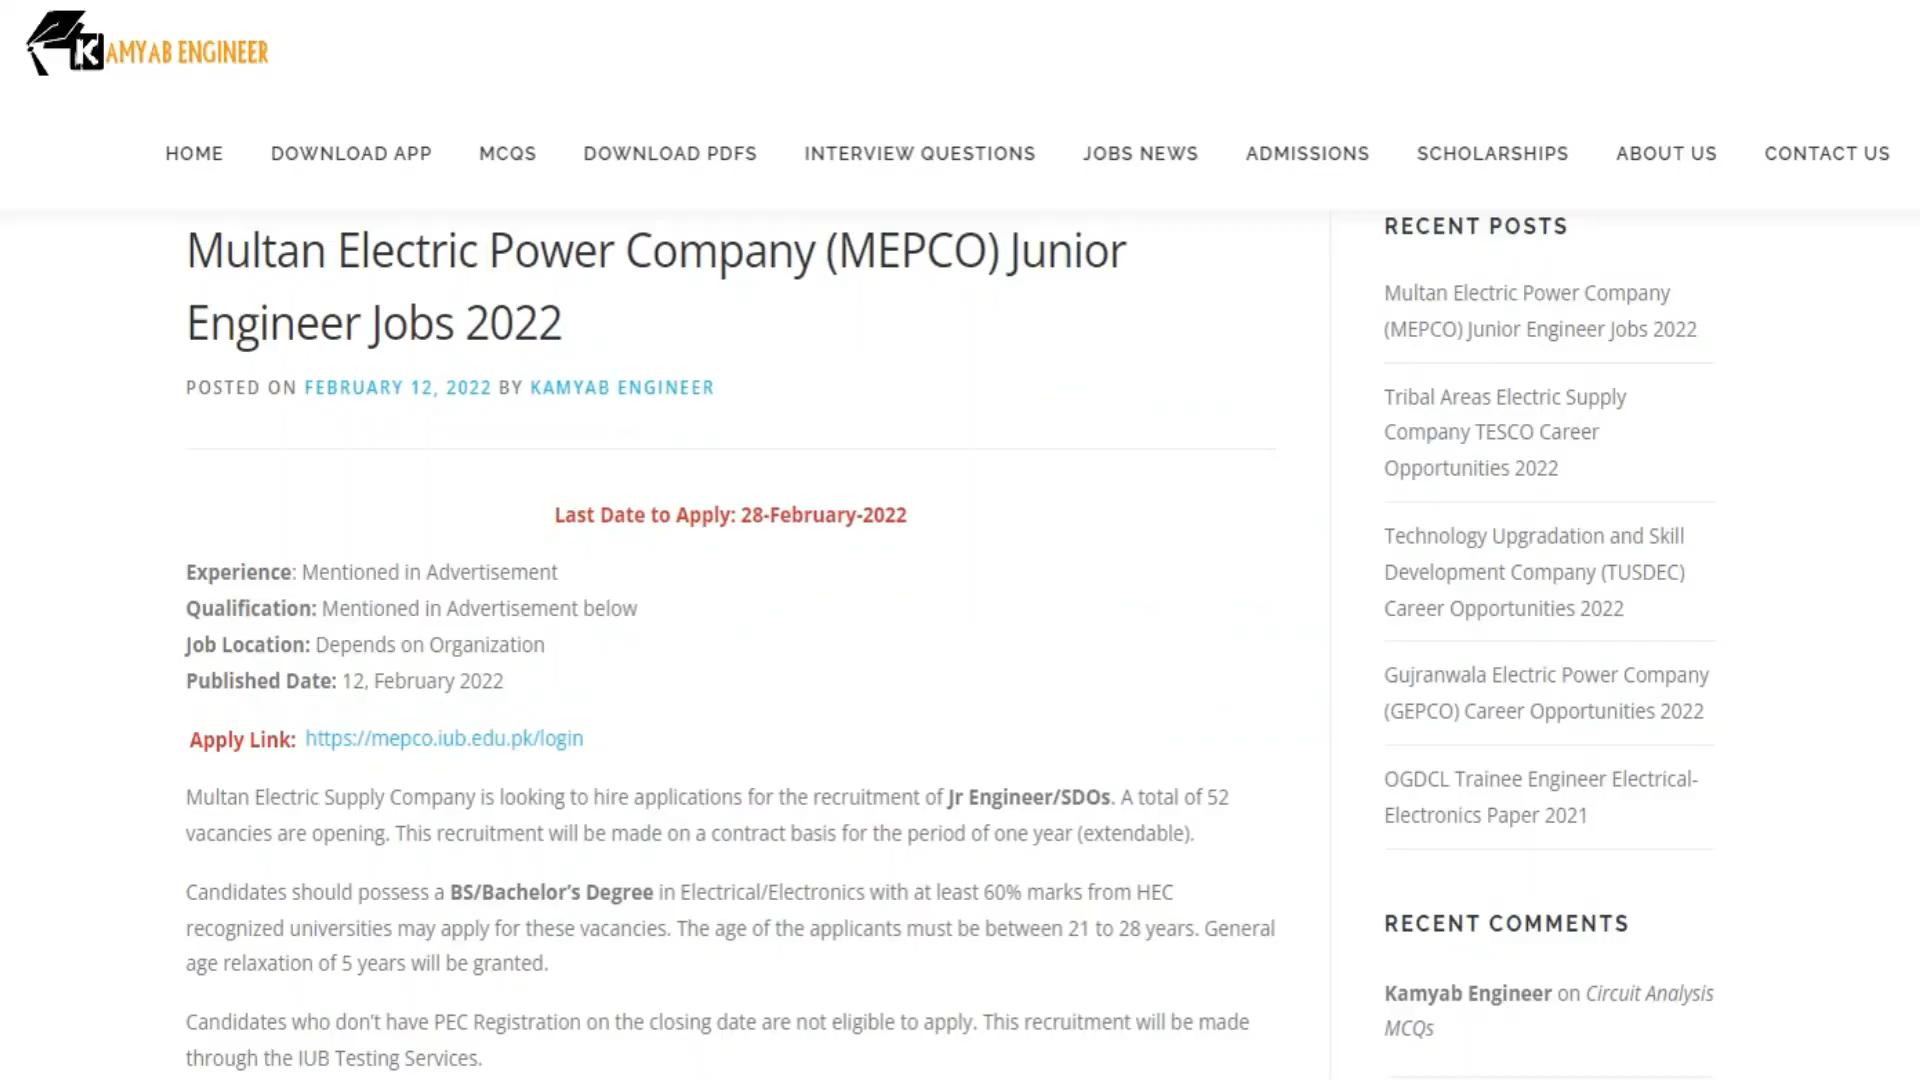 KAMYAB ENGINEER
HOME DOWNLOAD APP MCQS DOWNLOAD PDFS INTERVIEW QUESTIONS JOBS NEWS ADMISSIONS SCHOLARSHIPS ABOUT US CONTACT US
Multan Electric Power Company (MEPCO) Junior
Engineer Jobs 2022
POSTED ON FEBRUARY 12, 2022 BY KAMYAB ENGINEER
Last Date to Apply: 28-February-2022
Experience: Mentioned in Advertisement
Qualification: Mentioned in Advertisement below
Job Location: Depends on Organization
Published Date: 12, February 2022
Apply Link: https://mepco.iub.edu.pk/login
Multan Electric Supply Company is looking to hire applications for the recruitment of Jr Engineer/SDOs. A total of 52
vacancies are opening. This recruitment will be made on a contract basis for the period of one year (extendable).
Candidates should possess a BS/Bachelor's Degree in Electrical/Electronics with at least 60% marks from HEC
recognized universities may apply for these vacancies. The age of the applicants must be between 21 to 28 years. General
age relaxation of 5 years will be granted.
Candidates who don't have PEC Registration on the closing date are not eligible to apply. This recruitment will be made
through the IUB Testing Services.
RECENT POSTS
Multan Electric Power Company
(MEPCO) Junior Engineer Jobs 2022
Tribal Areas Electric Supply
Company TESCO Career
Opportunities 2022
Technology Upgradation and Skill
Development Company (TUSDEC)
Career Opportunities 2022
Gujranwala Electric Power Company
(GEPCO) Career Opportunities 2022
OGDCL Trainee Engineer Electrical-
Electronics Paper 2021
RECENT COMMENTS
Kamyab Engineer on Circuit Analysis
MCQs